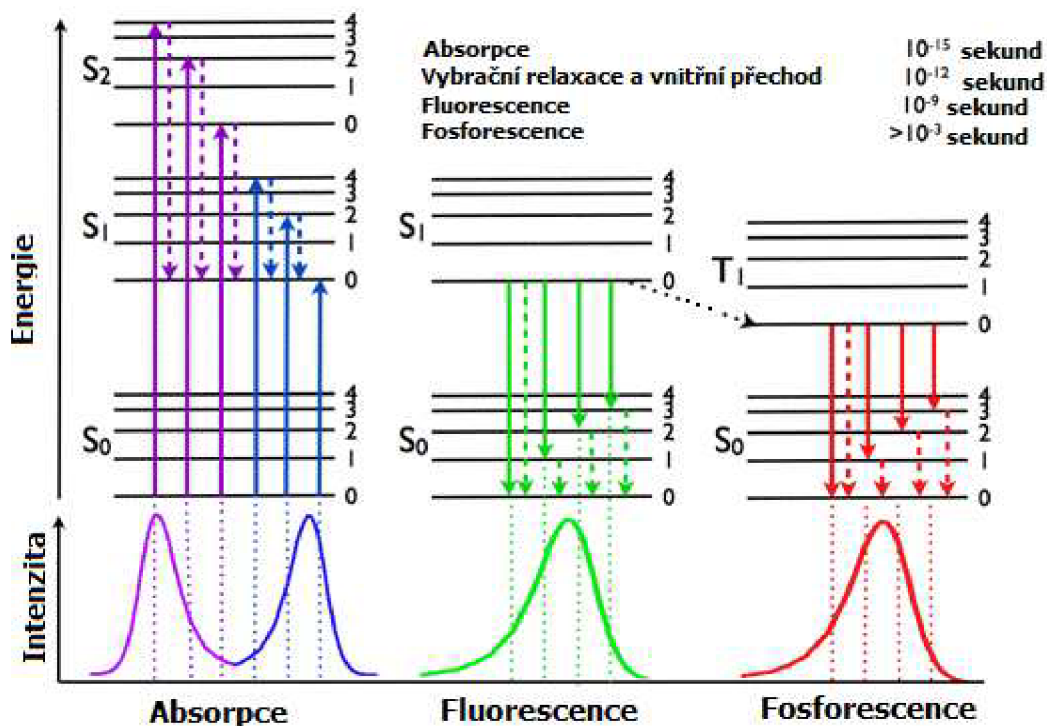 Absorpce 10⁻¹⁵ sekund
Vybrační relaxace a vnitřní přechod 10⁻¹² sekund
Fluorescence 10⁻⁹ sekund
Fosforescence >10⁻³ sekund
Energie
S₂
4
3
2
1
0
S₁
4
3
2
1
0
S₀
4
3
2
1
0
S₁
4
3
2
1
0
S₀
4
3
2
1
0
T₁
4
3
2
1
0
S₀
4
3
2
1
0
Intenzita
Absorpce
Fluorescence
Fosforescence